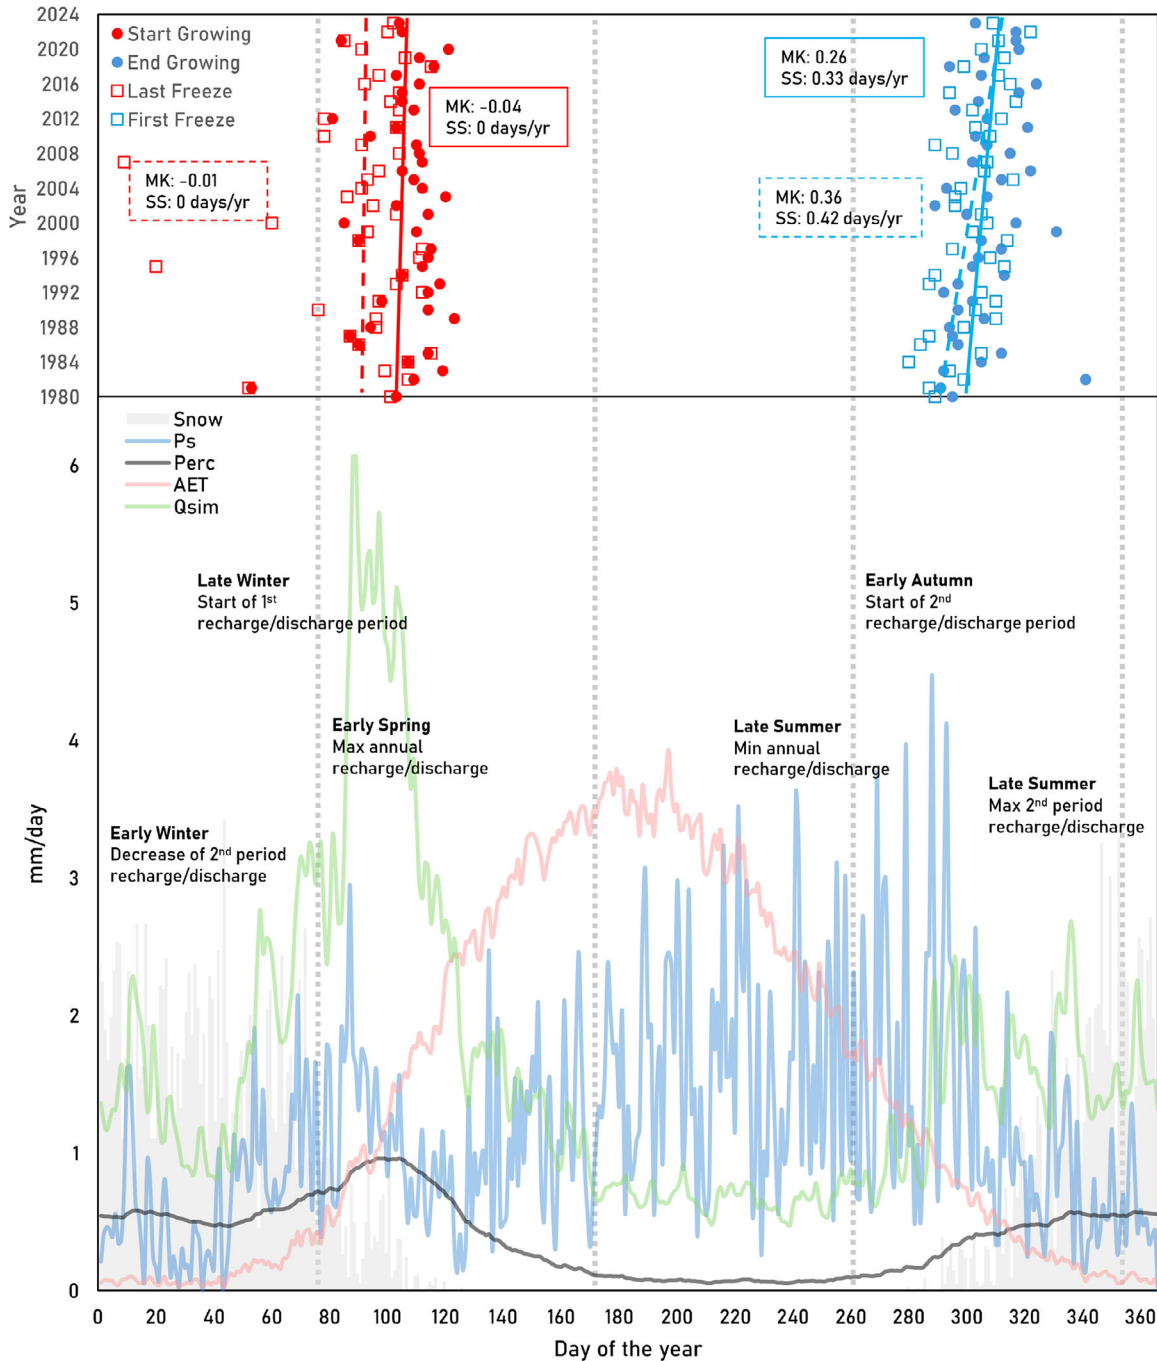 2024
2020
2016
2012
2008
2004
2000
1996
1992
1988
1984
1980
Year
Start Growing
End Growing
Last Freeze
First Freeze
MK: -0.04
SS: 0 days/yr
MK: -0.01
SS: 0 days/yr
MK: 0.26
SS: 0.33 days/yr
MK: 0.36
SS: 0.42 days/yr
Snow
Ps
Perc
AET
Qsim
6
5
4
3
2
1
0
mm/day
Late Winter
Start of 1st
recharge/discharge period
Early Autumn
Start of 2nd
recharge/discharge period
Early Spring
Max annual
recharge/discharge
Late Summer
Min annual
recharge/discharge
Late Summer
Max 2nd period
recharge/discharge
Early Winter
Decrease of 2nd period
recharge/discharge
0 20 40 60 80 100 120 140 160 180 200 220 240 260 280 300 320 340 360
Day of the year